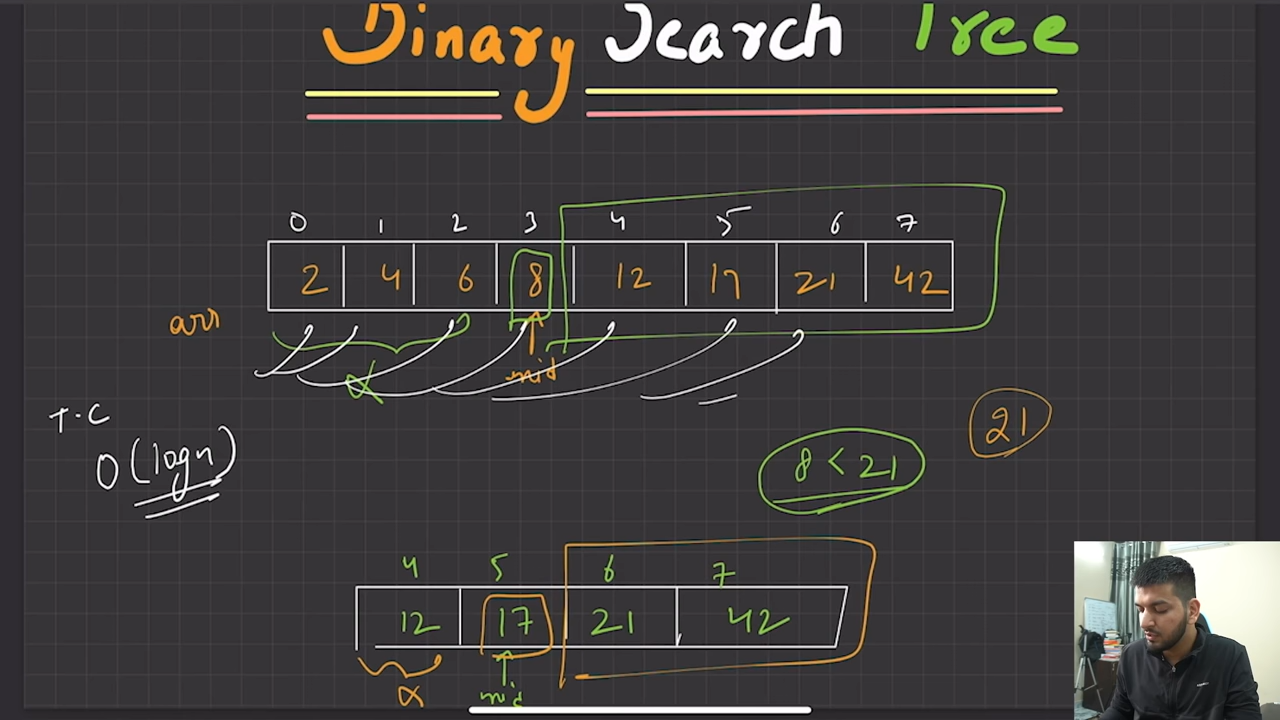 Binary Search Tree
0 1 2 3 4 5 6 7
2 4 6 8 12 17 21 42
arr
mid
T.C
O(logn)
21
8 < 21
4 5 6 7
12 17 21 42
mid